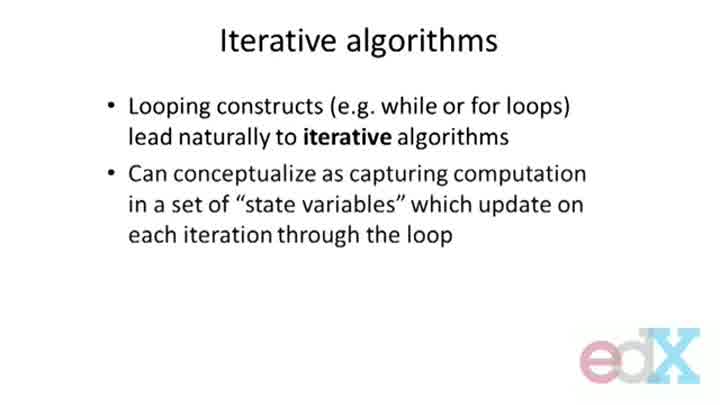 Iterative algorithms
• Looping constructs (e.g. while or for loops)
lead naturally to iterative algorithms
• Can conceptualize as capturing computation
in a set of “state variables” which update on
each iteration through the loop
edX